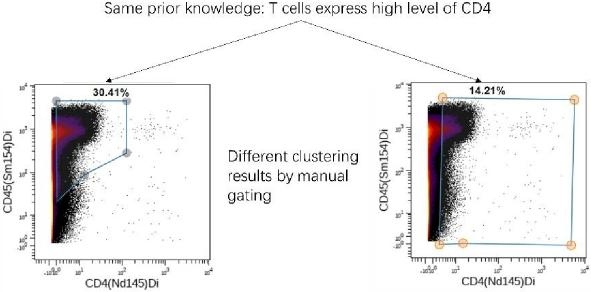 Same prior knowledge: T cells express high level of CD4
30.41%
14.21%
CD45(Sm154)Di
CD4(Nd145)Di
Different clustering
results by manual
gating
CD45(Sm154)Di
CD4(Nd145)Di